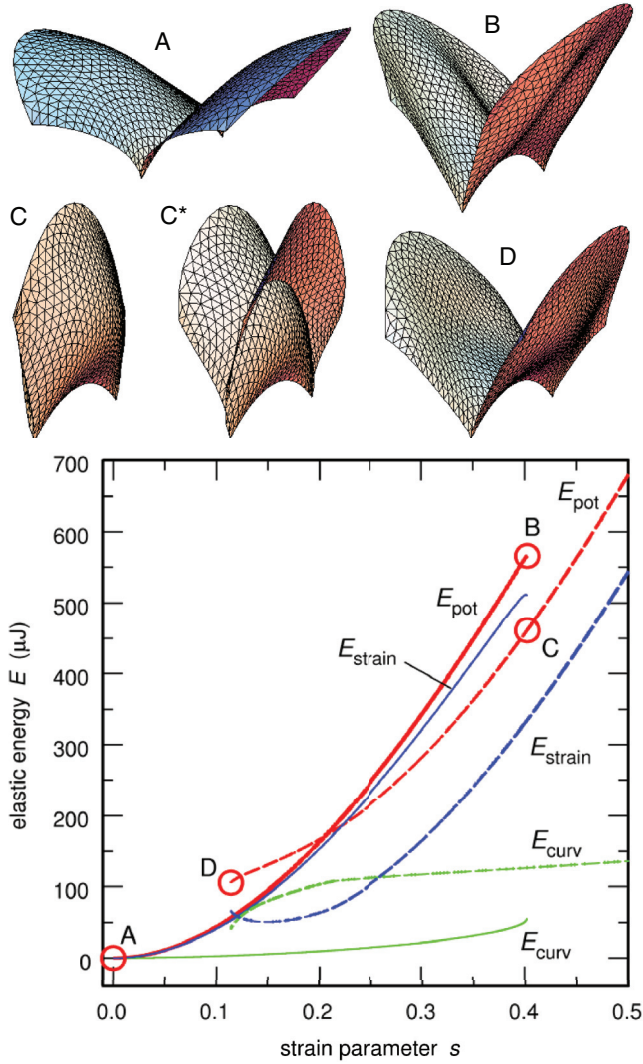 A
B
C
C*
D
700
600
500
400
300
200
100
0
elastic energy E (μJ)
E_pot
B
E_pot
E_strain
C
E_strain
D
E_curv
A
E_curv
0.0
0.1
0.2
0.3
0.4
0.5
strain parameter s